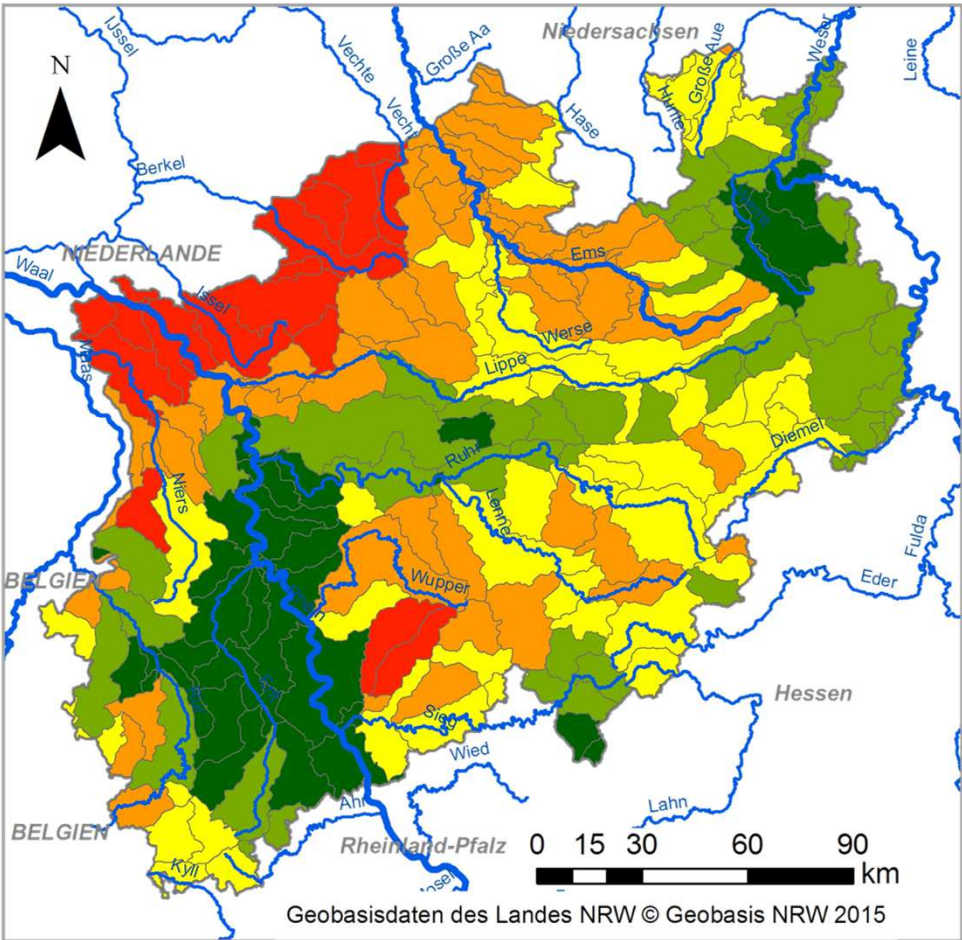 IJssel
Niedersachsen
Weser
Große Aue
Leine
Vechte
Große Aa
N
Hunte
Hase
Berkel
NIEDERLANDE
Ems
Waal
Issel
Werse
Maas
Lippe
Diemel
Ruhr
Niers
Lenne
Fulda
BELGIEN
Wupper
Eder
Hessen
Sieg
Wied
Ahr
Lahn
BELGIEN
Rheinland-Pfalz
0 15 30 60 90
km
Kyll
Geobasisdaten des Landes NRW © Geobasis NRW 2015